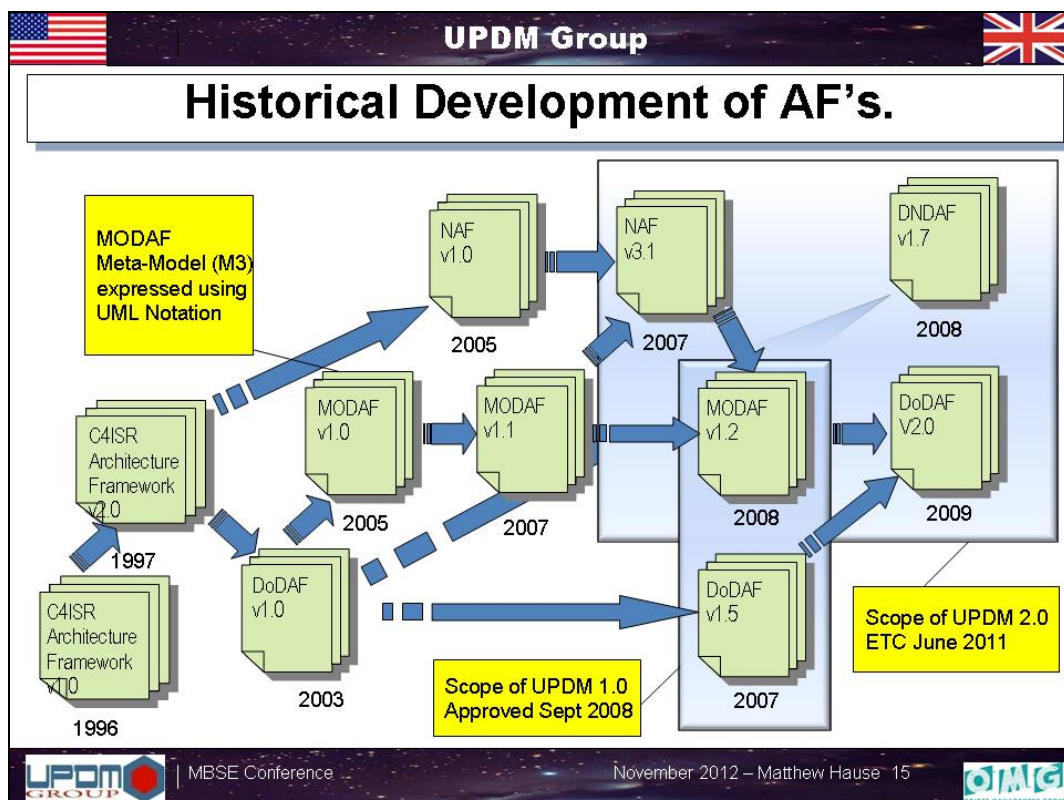 UPDM Group
Historical Development of AF's.
MODAF
Meta-Model (M3)
expressed using
UML Notation
NAF
v1.0
2005
NAF
v3.1
2007
DNDAF
v1.7
2008
C4ISR
Architecture
Framework
v2.0
1997
MODAF
v1.0
2005
MODAF
v1.1
2007
MODAF
v1.2
2008
DoDAF
V2.0
2009
C4ISR
Architecture
Framework
v1.0
1996
DoDAF
v1.0
2003
DoDAF
v1.5
2007
Scope of UPDM 1.0
Approved Sept 2008
Scope of UPDM 2.0
ETC June 2011
UPDM
GROUP
MBSE Conference
November 2012 – Matthew Hause 15
OMG